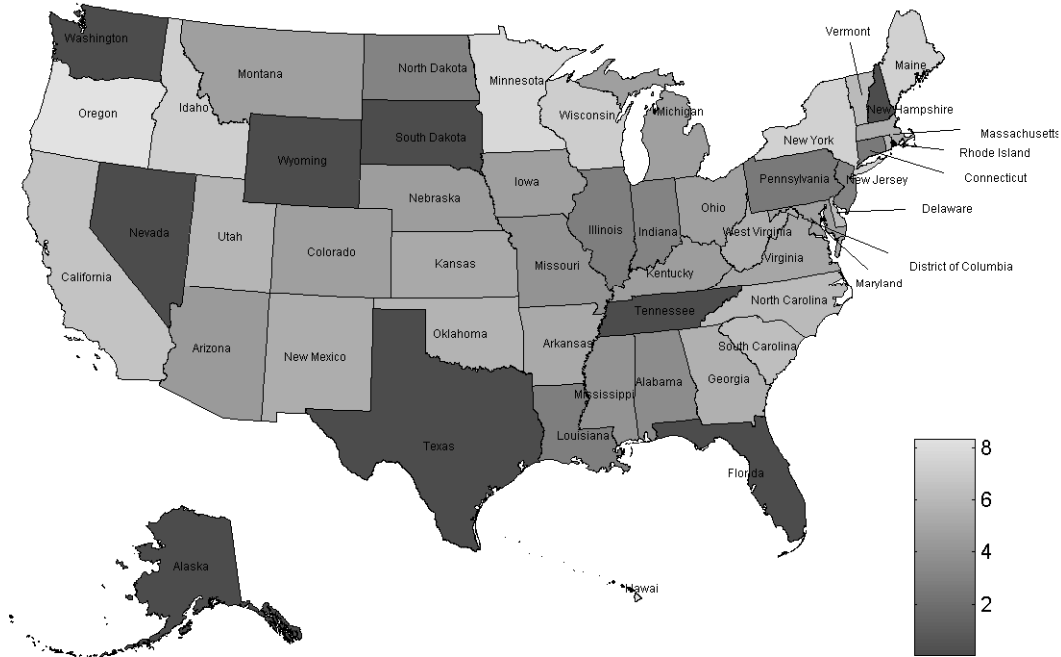 Washington
Oregon
Idaho
Montana
North Dakota
Minnesota
South Dakota
Wyoming
Wisconsin
Michigan
Vermont
Maine
New Hampshire
New York
Massachusetts
Rhode Island
Connecticut
New Jersey
Pennsylvania
Delaware
District of Columbia
Maryland
Nebraska
Iowa
Illinois
Indiana
Ohio
West Virginia
Virginia
Nevada
Utah
Colorado
Kansas
Missouri
Kentucky
California
North Carolina
Tennessee
Arizona
New Mexico
Oklahoma
Arkansas
South Carolina
Georgia
Alabama
Mississippi
Louisiana
Texas
Florida
Alaska
Hawai
8
6
4
2